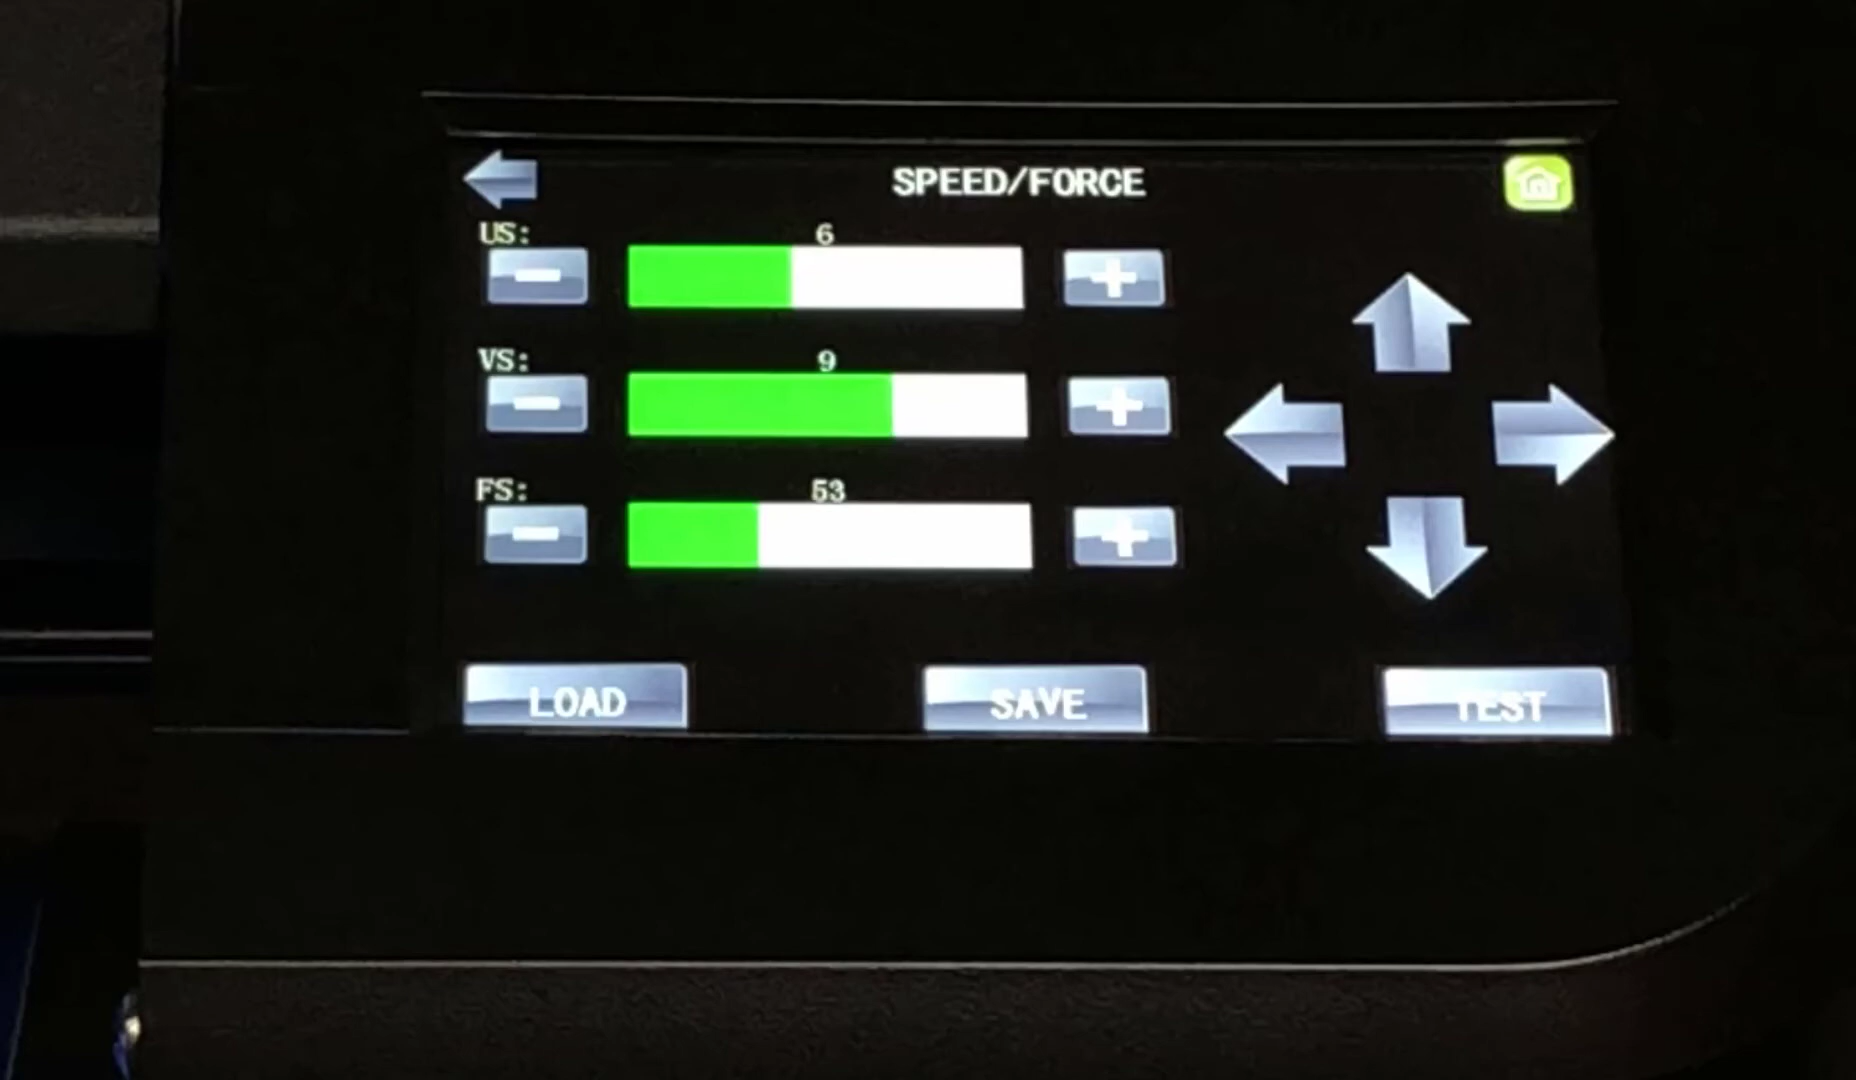 SPEED/FORCE
US: 6
VS: 9
FS: 53
LOAD SAVE TEST